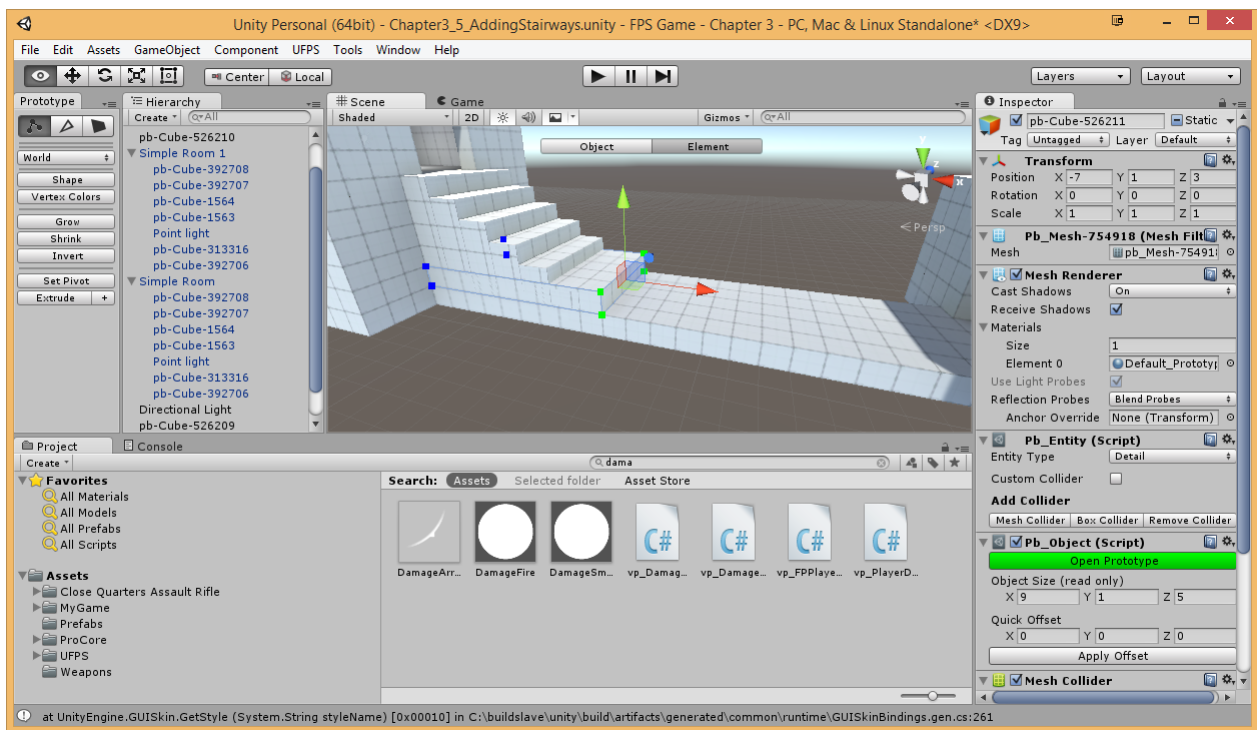 Unity Personal (64bit) - Chapter3_5_AddingStairways.unity - FPS Game - Chapter 3 - PC, Mac & Linux Standalone* <DX9>
File Edit Assets GameObject Component UFPS Tools Window Help
Center Local Layers Layout
Prototype
World
Shape
Vertex Colors
Grow
Shrink
Invert
Set Pivot
Extrude +
Hierarchy
Create All
pb-Cube-526210
Simple Room 1
pb-Cube-392708
pb-Cube-392707
pb-Cube-1564
pb-Cube-1563
Point light
pb-Cube-313316
pb-Cube-392706
Simple Room
pb-Cube-392708
pb-Cube-392707
pb-Cube-1564
pb-Cube-1563
Point light
pb-Cube-313316
pb-Cube-392706
Directional Light
pb-Cube-526209
Scene Game
Shaded 2D Gizmos All
Object Element
y
z
x
Persp
Inspector
pb-Cube-526211 Static
Tag Untagged Layer Default
Transform
Position X -7 Y 1 Z 3
Rotation X 0 Y 0 Z 0
Scale X 1 Y 1 Z 1
Pb_Mesh-754918 (Mesh Filt
Mesh pb_Mesh-75491
Mesh Renderer
Cast Shadows On
Receive Shadows
Materials
Size 1
Element 0 Default_Prototyp
Use Light Probes
Reflection Probes Blend Probes
Anchor Override None (Transform)
Pb_Entity (Script)
Entity Type Detail
Custom Collider
Add Collider
Mesh Collider Box Collider Remove Collider
Pb_Object (Script)
Open Prototype
Object Size (read only)
X 9 Y 1 Z 5
Quick Offset
X 0 Y 0 Z 0
Apply Offset
Mesh Collider
Project Console
Create dama
Favorites
All Materials
All Models
All Prefabs
All Scripts
Assets
Close Quarters Assault Rifle
MyGame
Prefabs
ProCore
UFPS
Weapons
Search: Assets Selected folder Asset Store
C# C# C# C#
DamageArr... DamageFire DamageSm... vp_Damag... vp_Damage... vp_FPPlaye... vp_PlayerD...
at UnityEngine.GUISkin.GetStyle (System.String styleName) [0x00010] in C:\buildslave\unity\build\artifacts\generated\common\runtime\GUISkinBindings.gen.cs:261